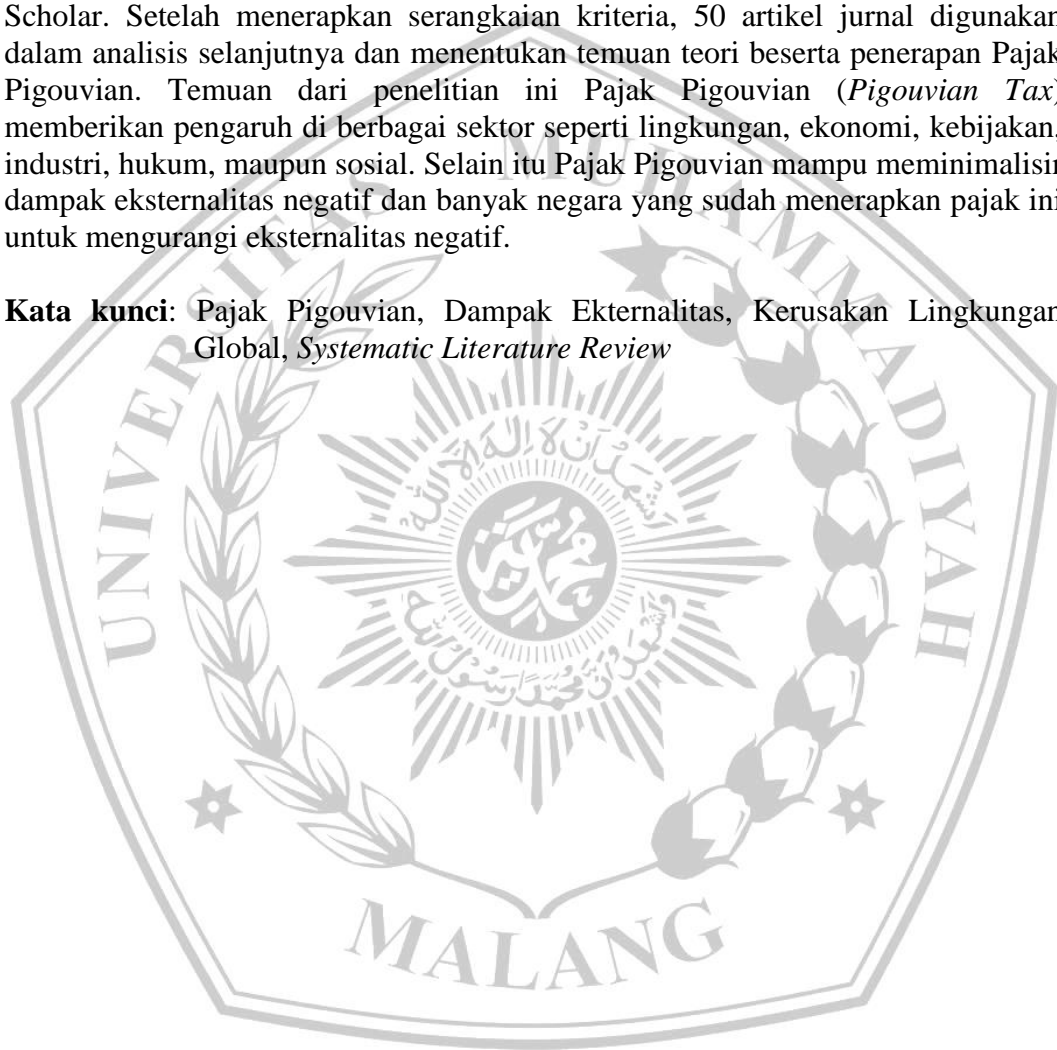 Scholar. Setelah menerapkan serangkaian kriteria, 50 artikel jurnal digunakan
dalam analisis selanjutnya dan menentukan temuan teori beserta penerapan Pajak
Pigouvian. Temuan dari penelitian ini Pajak Pigouvian (Pigouvian Tax)
memberikan pengaruh di berbagai sektor seperti lingkungan, ekonomi, kebijakan,
industri, hukum, maupun sosial. Selain itu Pajak Pigouvian mampu meminimalisir
dampak eksternalitas negatif dan banyak negara yang sudah menerapkan pajak ini
untuk mengurangi eksternalitas negatif.
Kata kunci: Pajak Pigouvian, Dampak Ekternalitas, Kerusakan Lingkungan
Global, Systematic Literature Review
UNIVERSITAS MUHAMMADIYAH
MALANG